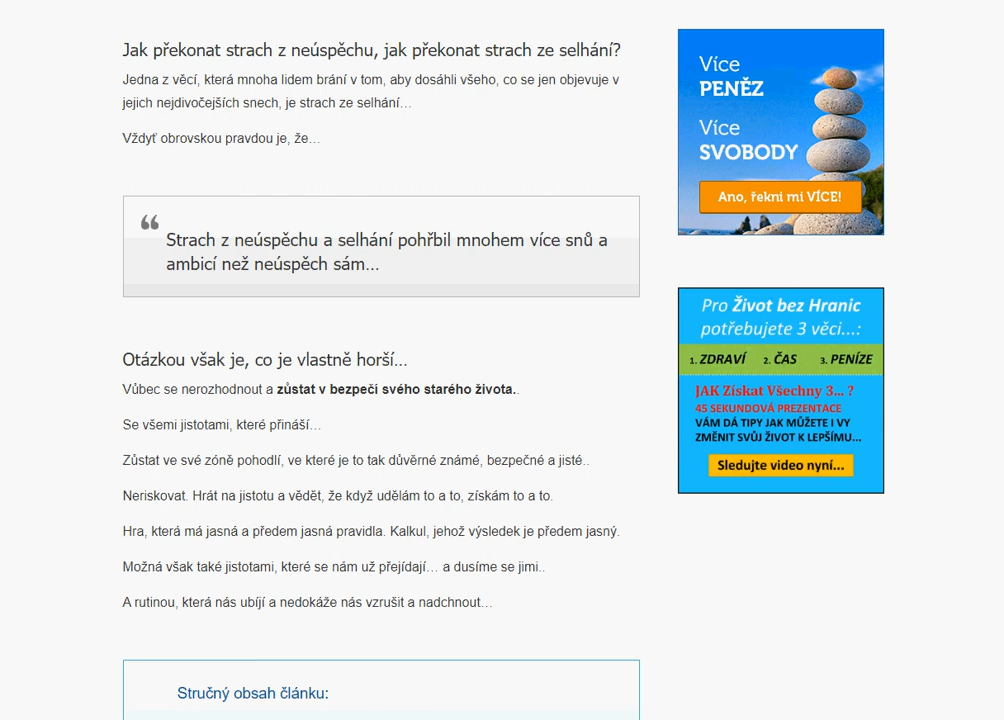 Jak překonat strach z neúspěchu, jak překonat strach ze selhání?
Jedna z věcí, která mnoha lidem brání v tom, aby dosáhli všeho, co se jen objevuje v
jejich nejdivočejších snech, je strach ze selhání…
Vždyť obrovskou pravdou je, že…
“
Strach z neúspěchu a selhání pohřbil mnohem více snů a
ambicí než neúspěch sám…
Otázkou však je, co je vlastně horší…
Vůbec se nerozhodnout a zůstat v bezpečí svého starého života..
Se všemi jistotami, které přináší…
Zůstat ve své zóně pohodlí, ve které je to tak důvěrné známé, bezpečné a jisté..
Neriskovat. Hrát na jistotu a vědět, že když udělám to a to, získám to a to.
Hra, která má jasná a předem jasná pravidla. Kalkul, jehož výsledek je předem jasný.
Možná však také jistotami, které se nám už přejídají… a dusíme se jimi..
A rutinou, která nás ubíjí a nedokáže nás vzrušit a nadchnout…
Stručný obsah článku:
Více
PENĚZ
Více
SVOBODY
Ano, řekni mi VÍCE!
Pro Život bez Hranic
potřebujete 3 věci...:
1. ZDRAVÍ 2. ČAS 3. PENÍZE
JAK Získat Všechny 3... ?
45 SEKUNDOVÁ PREZENTACE
VÁM DÁ TIPY JAK MŮŽETE I VY
ZMĚNIT SVŮJ ŽIVOT K LEPŠÍMU...
Sledujte video nyní...